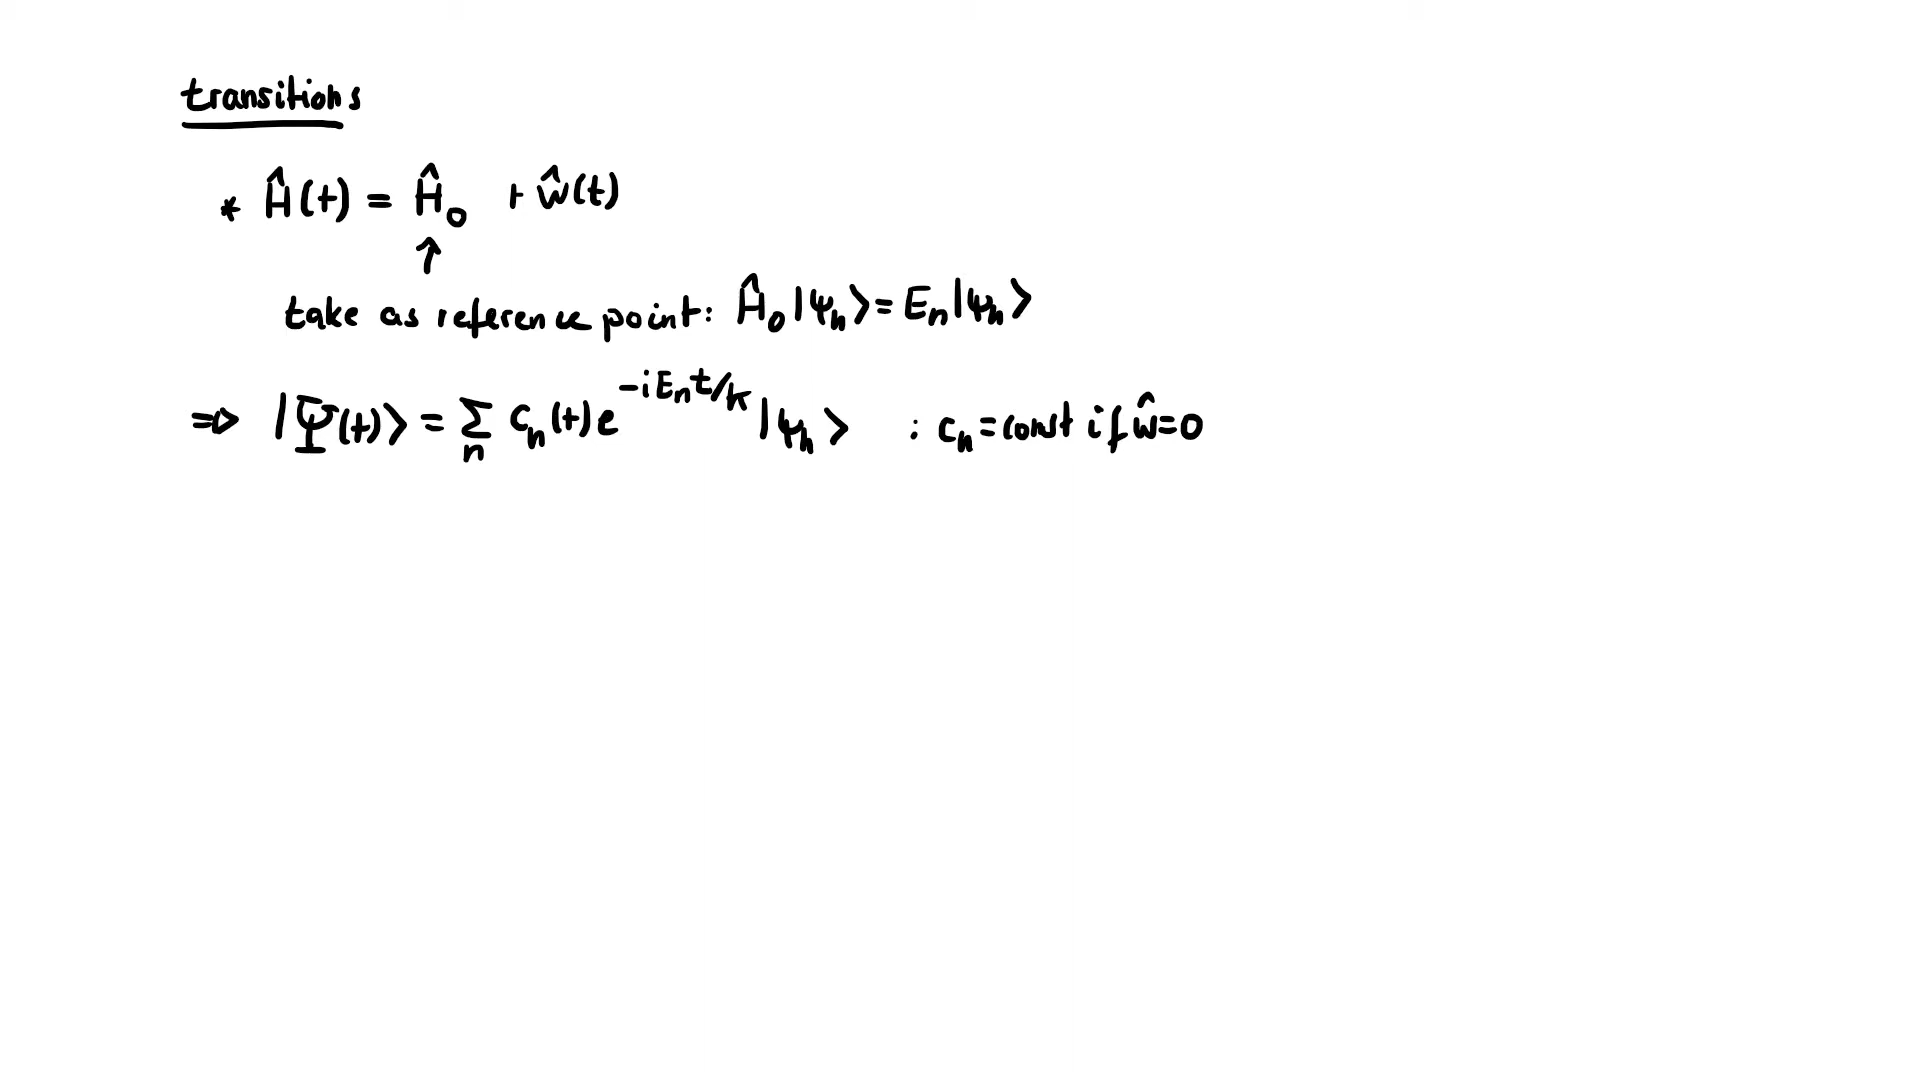 transitions
* Ĥ(t) = Ĥ₀ + ŵ(t)
↑
take as reference point: Ĥ₀|ψₙ⟩ = Eₙ|ψₙ⟩
⇒ |Ψ(t)⟩ = Σₙ cₙ(t) e^{-iEₙt/ħ} |ψₙ⟩ : cₙ = const if ŵ = 0